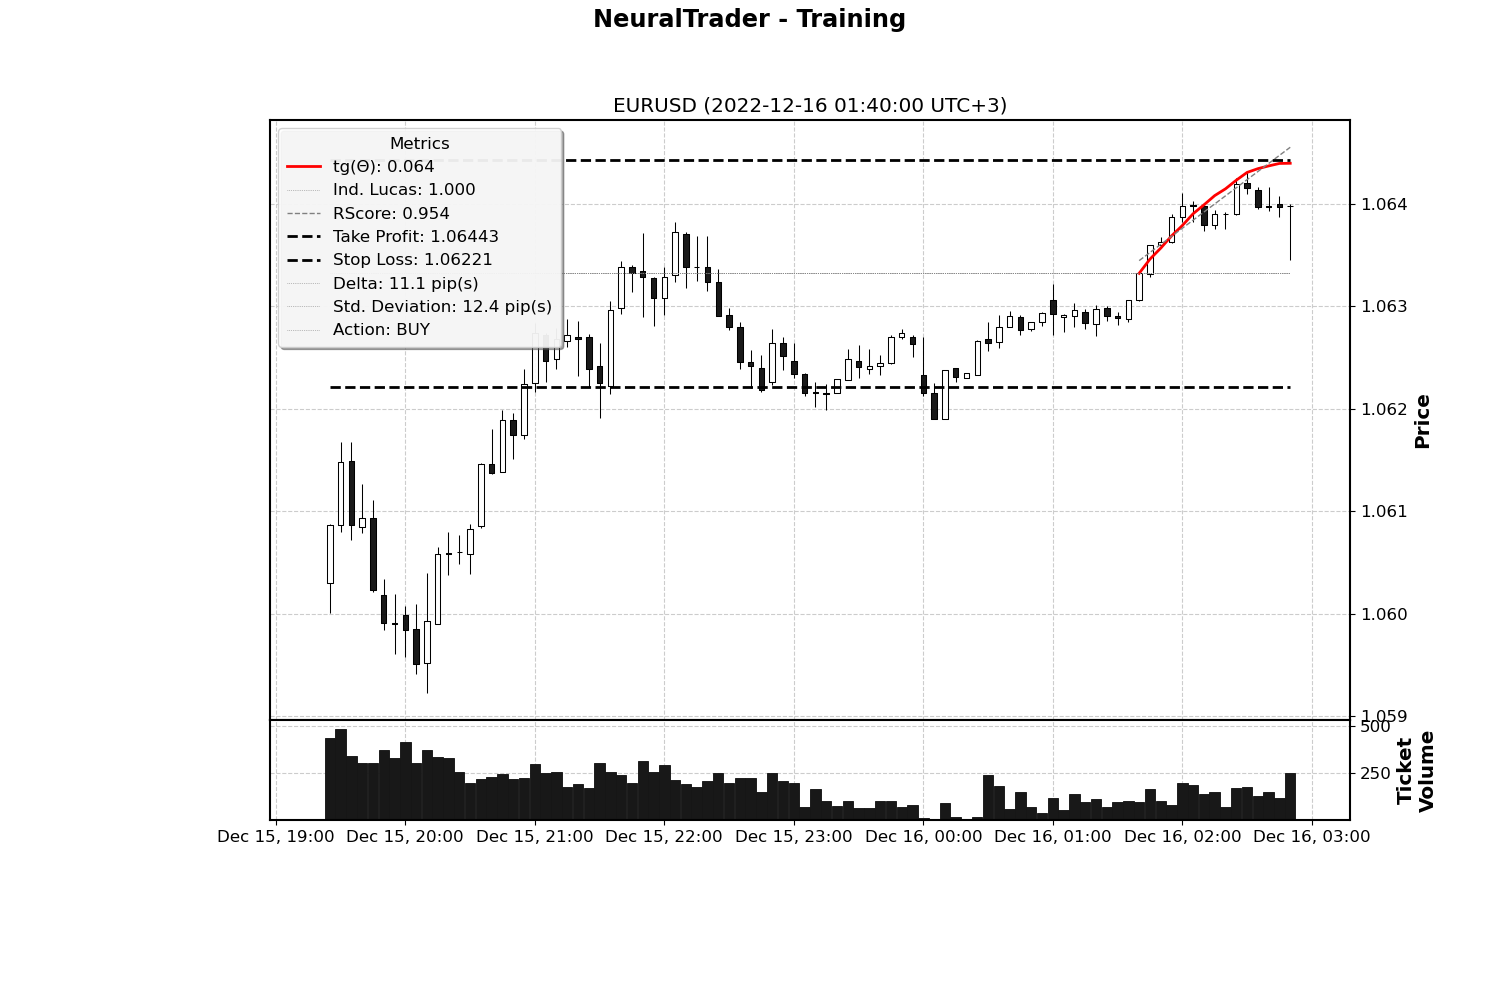 NeuralTrader - Training
EURUSD (2022-12-16 01:40:00 UTC+3)
Metrics
tg(Θ): 0.064
Ind. Lucas: 1.000
RScore: 0.954
Take Profit: 1.06443
Stop Loss: 1.06221
Delta: 11.1 pip(s)
Std. Deviation: 12.4 pip(s)
Action: BUY
1.064
1.063
1.062
1.061
1.060
1.059
Price
500
250
Ticket
Volume
Dec 15, 19:00 Dec 15, 20:00 Dec 15, 21:00 Dec 15, 22:00 Dec 15, 23:00 Dec 16, 00:00 Dec 16, 01:00 Dec 16, 02:00 Dec 16, 03:00